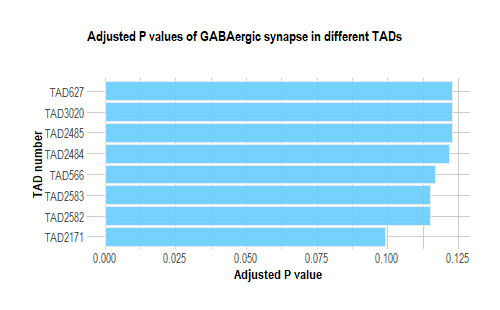 Adjusted P values of GABAergic synapse in different TADs
TAD number
TAD627
TAD3020
TAD2485
TAD2484
TAD566
TAD2583
TAD2582
TAD2171
0.000 0.025 0.050 0.075 0.100 0.125
Adjusted P value